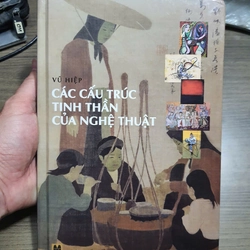 VŨ HIỆP
CÁC CẤU TRÚC
TINH THẦN
CỦA NGHỆ THUẬT